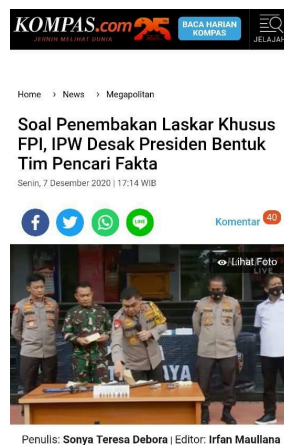 KOMPAS.com
JERNIH MELIHAT DUNIA
25
BACA HARIAN
KOMPAS
JELAJAH
Home › News › Megapolitan
Soal Penembakan Laskar Khusus
FPI, IPW Desak Presiden Bentuk
Tim Pencari Fakta
Senin, 7 Desember 2020 | 17:14 WIB
Komentar 40
Lihat Foto
LIVE
JAYA
Penulis: Sonya Teresa Debora | Editor: Irfan Maullana